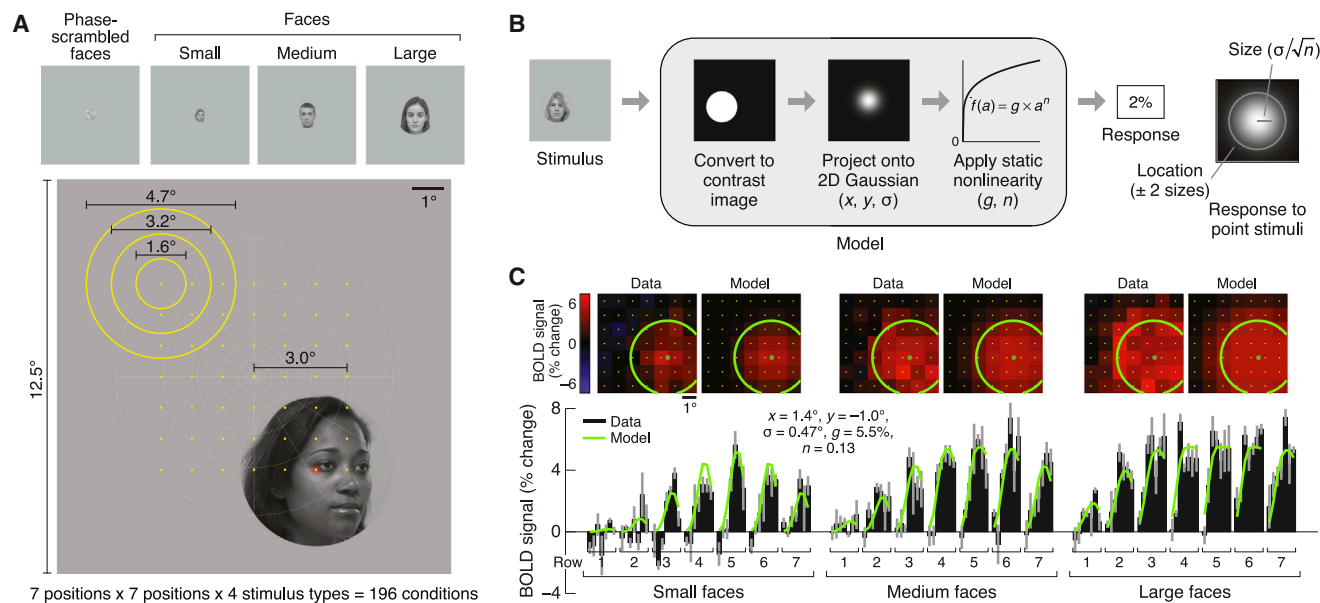 A
Phase-
scrambled
faces
Faces
Small
Medium
Large
4.7°
3.2°
1.6°
1°
3.0°
12.5°
7 positions x 7 positions x 4 stimulus types = 196 conditions
B
Stimulus
Convert to
contrast
image
Project onto
2D Gaussian
(x, y, σ)
f(a) = g × aⁿ
0
Apply static
nonlinearity
(g, n)
Model
2%
Response
Size (σ/√n)
Location
(± 2 sizes)
Response to
point stimuli
C
Data
Model
Data
Model
Data
Model
BOLD signal
(% change)
6
0
−6
1°
BOLD signal (% change)
8
4
0
−4
Data
Model
x = 1.4°, y = −1.0°,
σ = 0.47°, g = 5.5%,
n = 0.13
Row
1 2 3 4 5 6 7
1 2 3 4 5 6 7
1 2 3 4 5 6 7
Small faces
Medium faces
Large faces